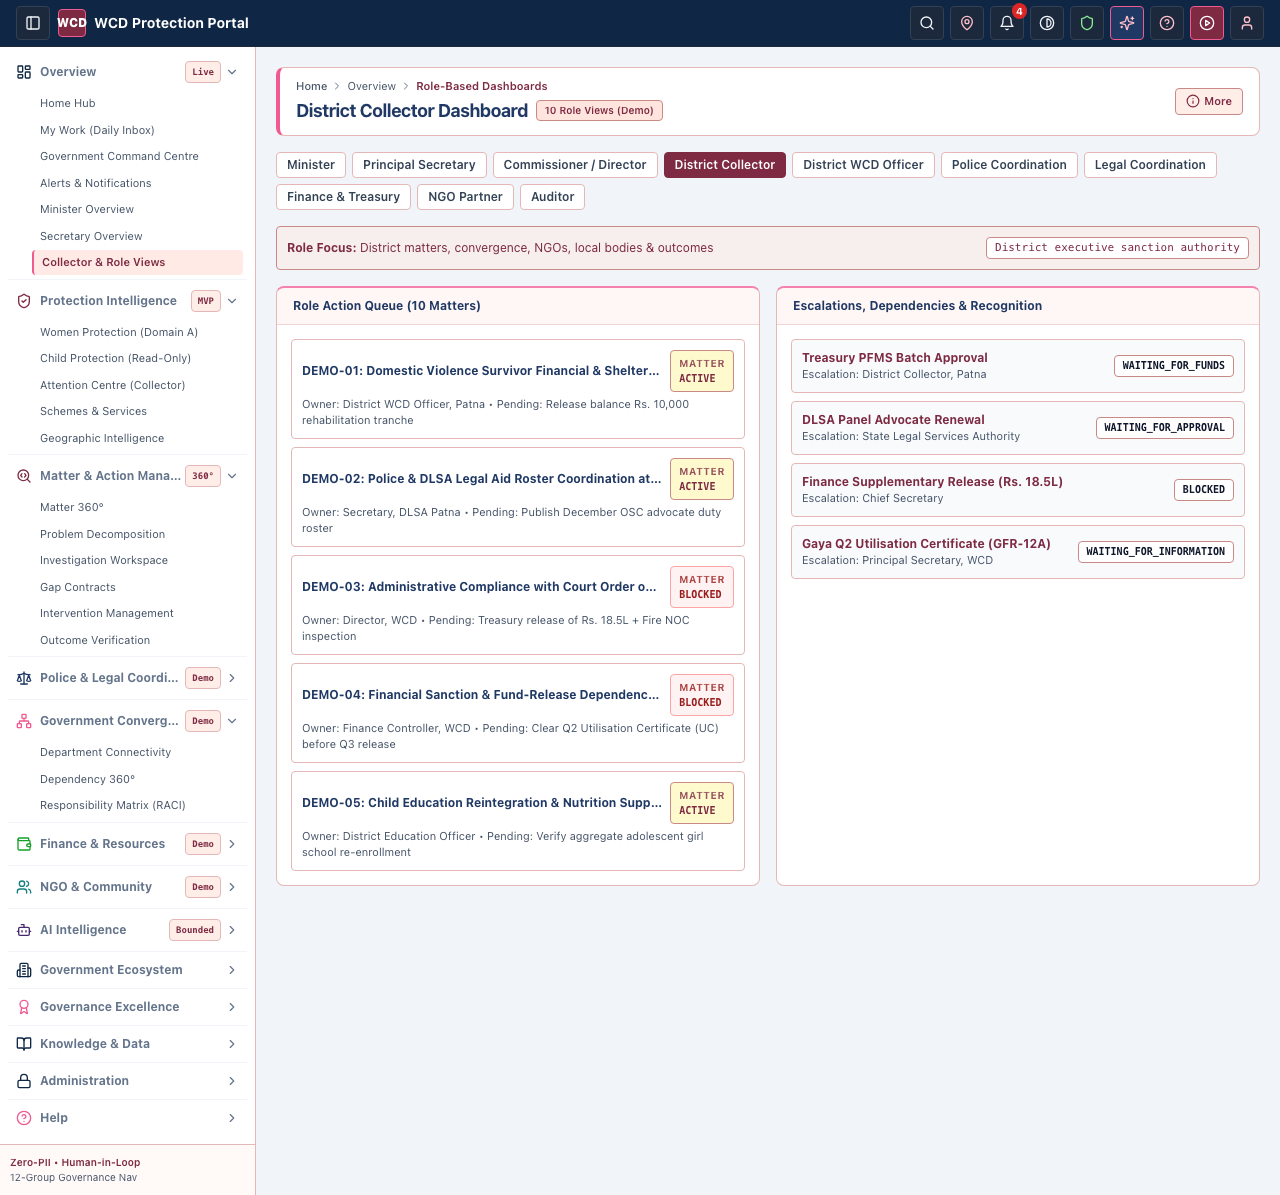 WCD WCD Protection Portal
4
Overview Live
Home Hub
My Work (Daily Inbox)
Government Command Centre
Alerts & Notifications
Minister Overview
Secretary Overview
Collector & Role Views
Protection Intelligence MVP
Women Protection (Domain A)
Child Protection (Read-Only)
Attention Centre (Collector)
Schemes & Services
Geographic Intelligence
Matter & Action Mana... 360°
Matter 360°
Problem Decomposition
Investigation Workspace
Gap Contracts
Intervention Management
Outcome Verification
Police & Legal Coordi... Demo
Government Converg... Demo
Department Connectivity
Dependency 360°
Responsibility Matrix (RACI)
Finance & Resources Demo
NGO & Community Demo
AI Intelligence Bounded
Government Ecosystem
Governance Excellence
Knowledge & Data
Administration
Help
Zero-PII • Human-in-Loop
12-Group Governance Nav
Home > Overview > Role-Based Dashboards
District Collector Dashboard 10 Role Views (Demo)
More
Minister Principal Secretary Commissioner / Director District Collector District WCD Officer Police Coordination Legal Coordination
Finance & Treasury NGO Partner Auditor
Role Focus: District matters, convergence, NGOs, local bodies & outcomes District executive sanction authority
Role Action Queue (10 Matters)
DEMO-01: Domestic Violence Survivor Financial & Shelter... MATTER ACTIVE
Owner: District WCD Officer, Patna • Pending: Release balance Rs. 10,000
rehabilitation tranche
DEMO-02: Police & DLSA Legal Aid Roster Coordination at... MATTER ACTIVE
Owner: Secretary, DLSA Patna • Pending: Publish December OSC advocate duty
roster
DEMO-03: Administrative Compliance with Court Order o... MATTER BLOCKED
Owner: Director, WCD • Pending: Treasury release of Rs. 18.5L + Fire NOC
inspection
DEMO-04: Financial Sanction & Fund-Release Dependenc... MATTER BLOCKED
Owner: Finance Controller, WCD • Pending: Clear Q2 Utilisation Certificate (UC)
before Q3 release
DEMO-05: Child Education Reintegration & Nutrition Supp... MATTER ACTIVE
Owner: District Education Officer • Pending: Verify aggregate adolescent girl
school re-enrollment
Escalations, Dependencies & Recognition
Treasury PFMS Batch Approval WAITING_FOR_FUNDS
Escalation: District Collector, Patna
DLSA Panel Advocate Renewal WAITING_FOR_APPROVAL
Escalation: State Legal Services Authority
Finance Supplementary Release (Rs. 18.5L) BLOCKED
Escalation: Chief Secretary
Gaya Q2 Utilisation Certificate (GFR-12A) WAITING_FOR_INFORMATION
Escalation: Principal Secretary, WCD